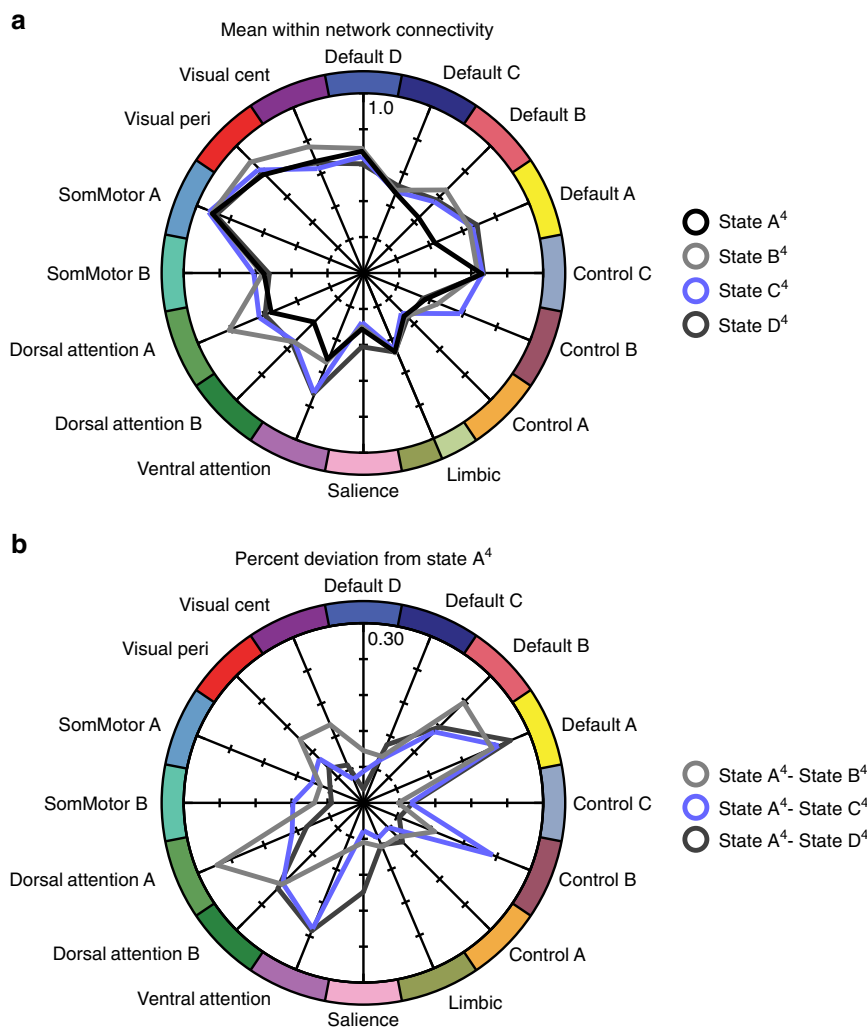 a
Mean within network connectivity
Default D
Default C
Default B
Default A
Control C
Control B
Control A
Limbic
Salience
Ventral attention
Dorsal attention B
Dorsal attention A
SomMotor B
SomMotor A
Visual peri
Visual cent
1.0
State A⁴
State B⁴
State C⁴
State D⁴
b
Percent deviation from state A⁴
Default D
Default C
Default B
Default A
Control C
Control B
Control A
Limbic
Salience
Ventral attention
Dorsal attention B
Dorsal attention A
SomMotor B
SomMotor A
Visual peri
Visual cent
0.30
State A⁴- State B⁴
State A⁴- State C⁴
State A⁴- State D⁴